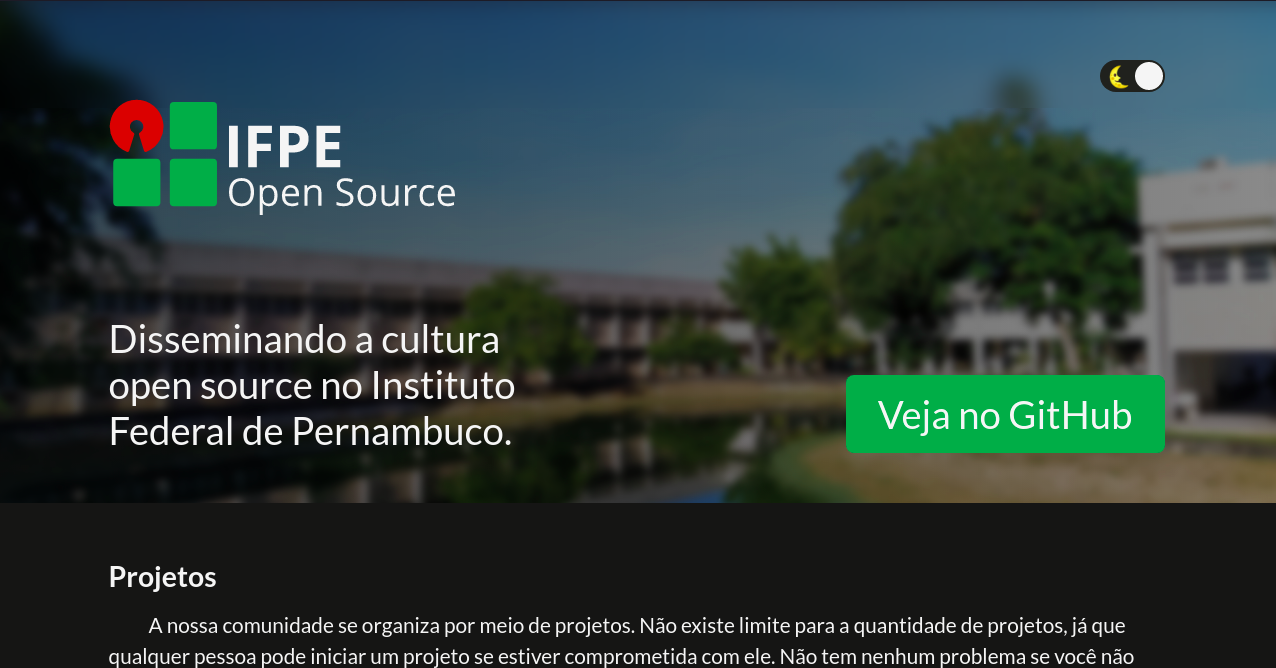 IFPE
Open Source
Disseminando a cultura
open source no Instituto
Federal de Pernambuco.
Veja no GitHub
Projetos
A nossa comunidade se organiza por meio de projetos. Não existe limite para a quantidade de projetos, já que
qualquer pessoa pode iniciar um projeto se estiver comprometida com ele. Não tem nenhum problema se você não